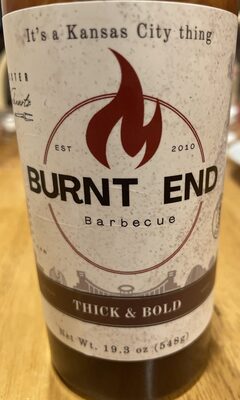 It's a Kansas City thing
EST 2010
BURNT END
Barbecue
THICK & BOLD
Net Wt. 19.3 oz (548g)